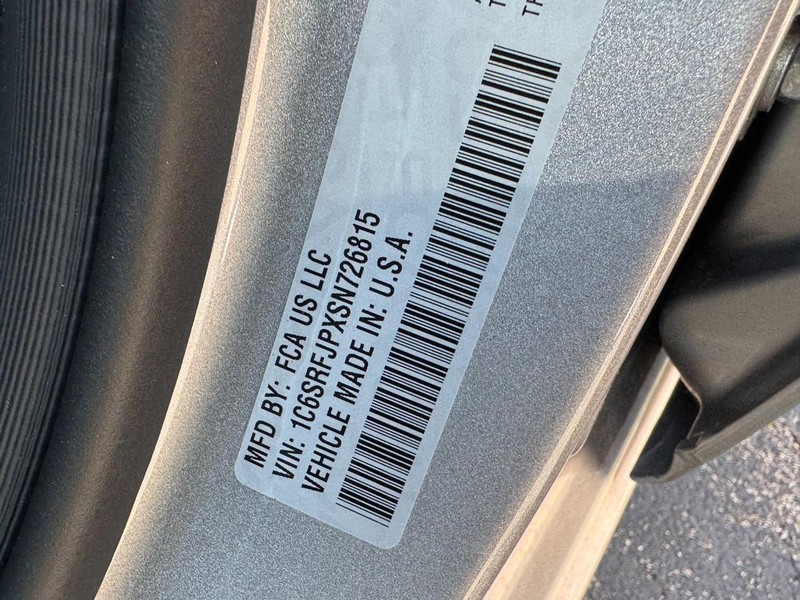 MFD BY: FCA US LLC
VIN: 1C6SRFJPXSN726815
VEHICLE MADE IN: U.S.A.